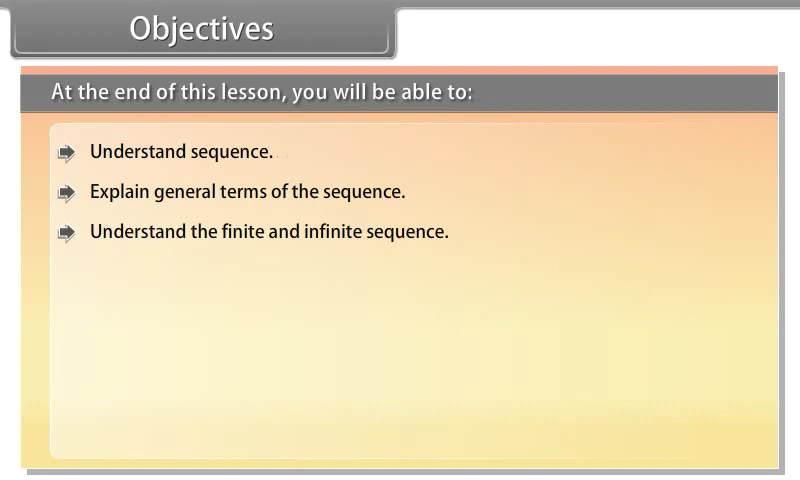 Objectives
At the end of this lesson, you will be able to:
Understand sequence.
Explain general terms of the sequence.
Understand the finite and infinite sequence.